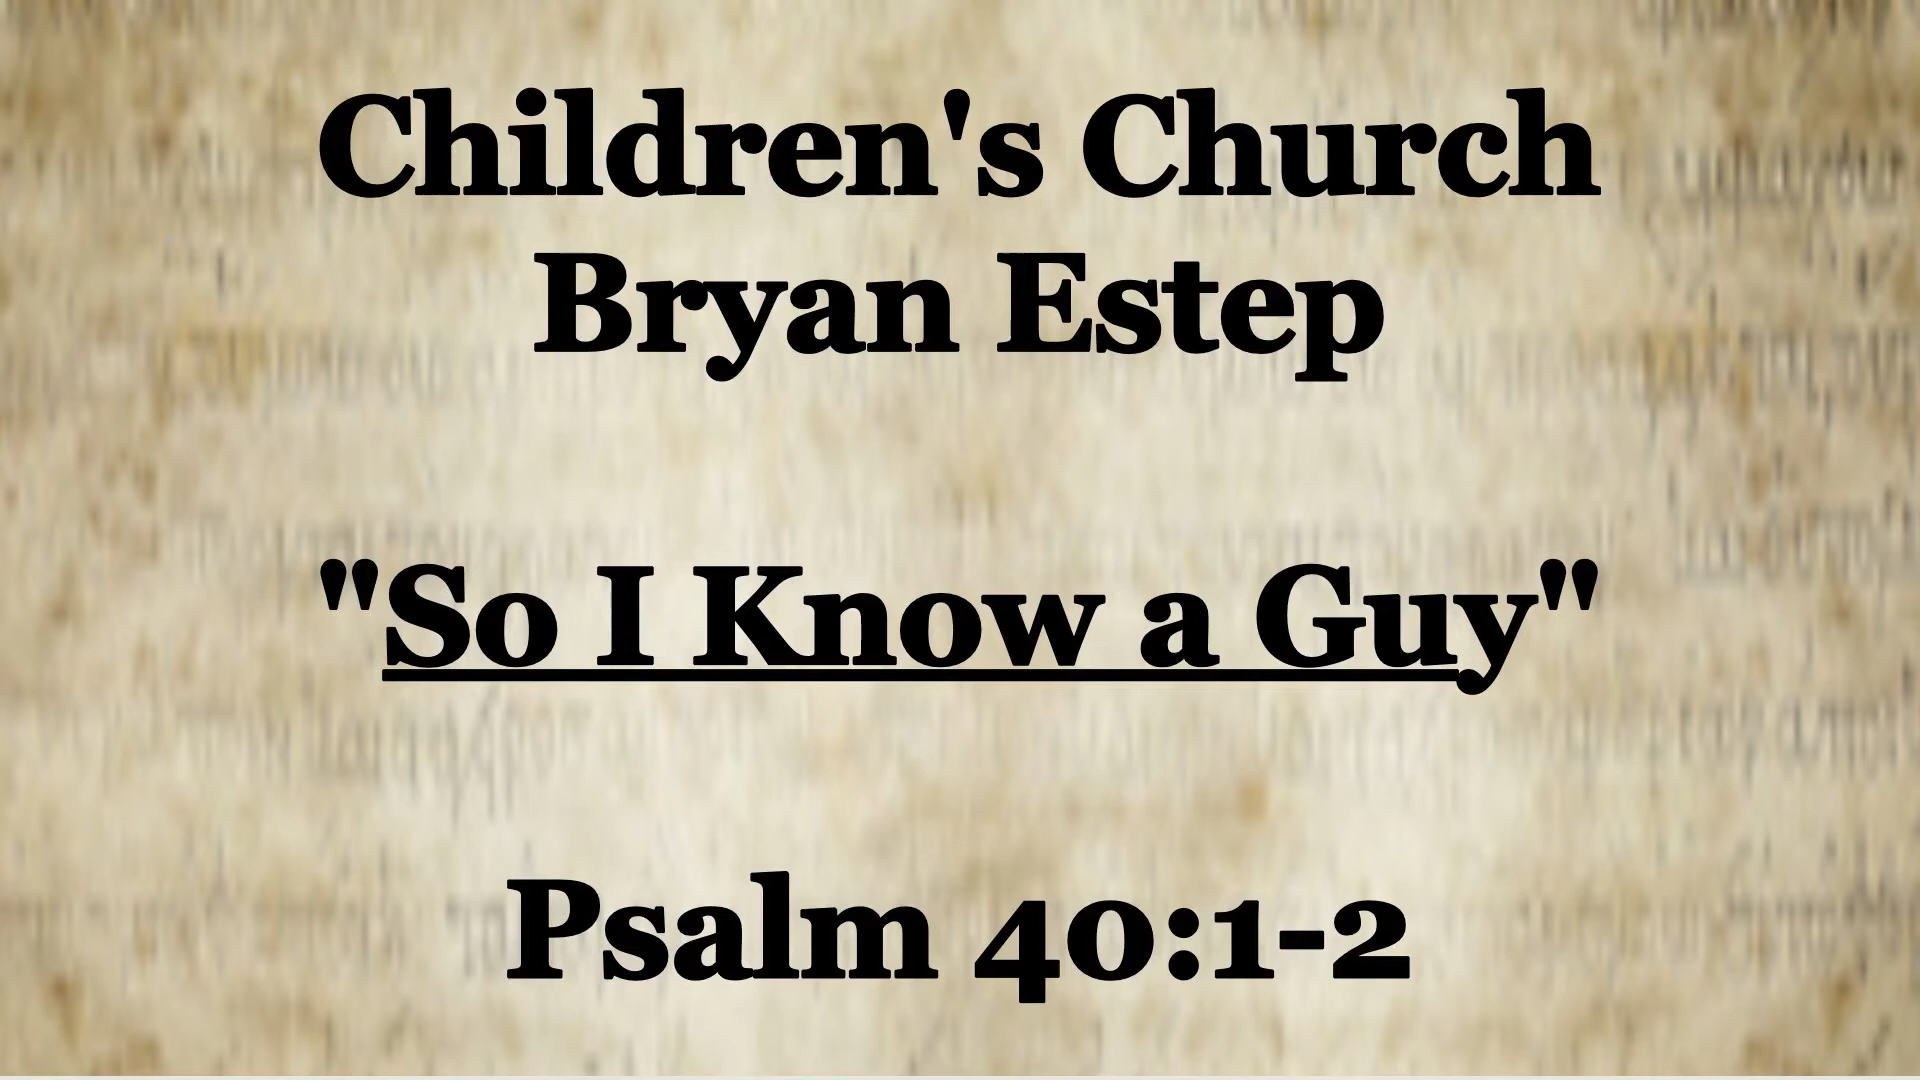 Children's Church
Bryan Estep
"So I Know a Guy"
Psalm 40:1-2